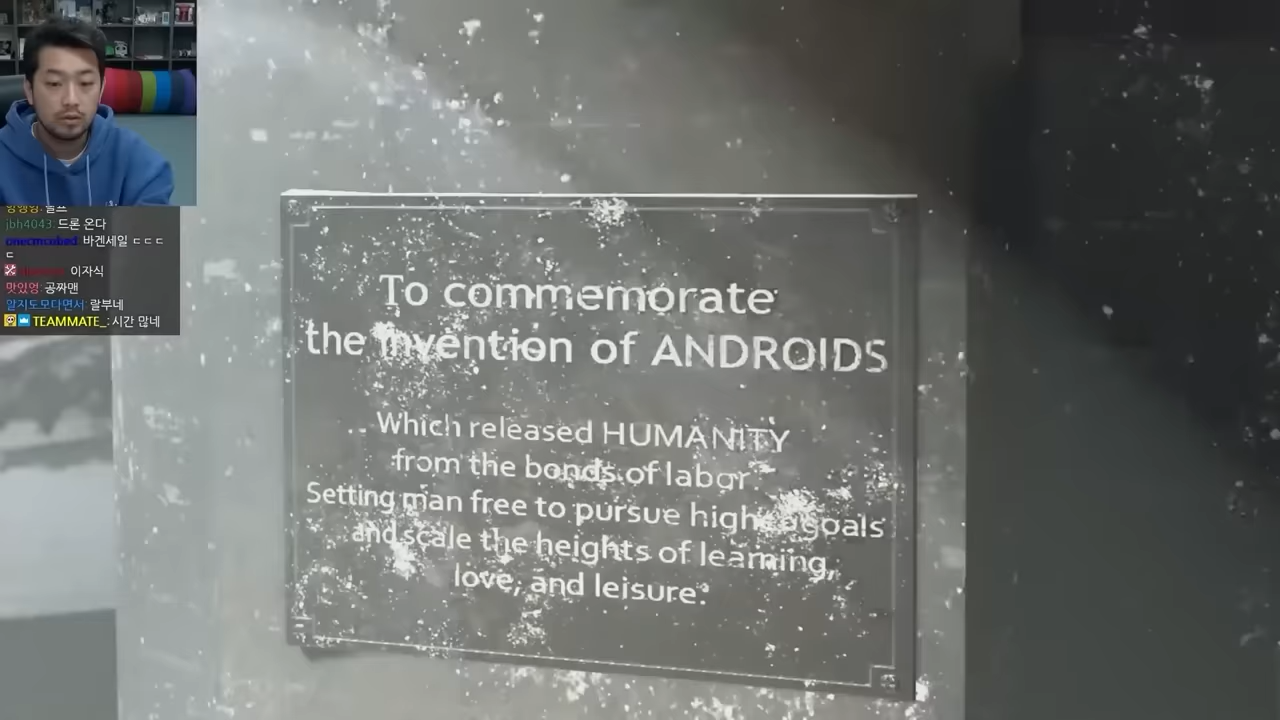 jbh4043: 드론 온다
onecmcubed 바겐세일 ㄷㄷㄷ
ㄷ
이자식
맛있엉: 공짜맨
알지도모다면서: 랄부네
TEAMMATE_: 시간 많네
To commemorate
the invention of ANDROIDS
Which released HUMANITY
from the bonds of labor
Setting man free to pursue higher goals
and scale the heights of learning,
love, and leisure.